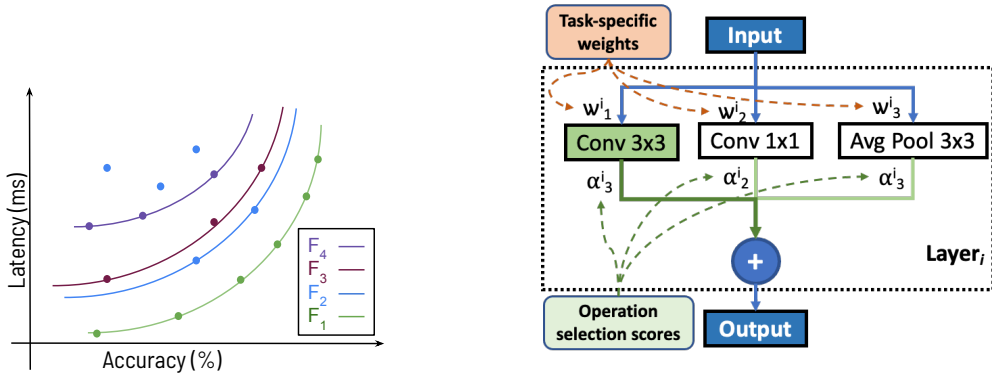 Latency (ms)
F4
F3
F2
F1
Accuracy (%)
Task-specific
weights
Input
wi1
wi2
wi3
Conv 3x3
Conv 1x1
Avg Pool 3x3
αi3
αi2
αi3
+
Layeri
Operation
selection scores
Output